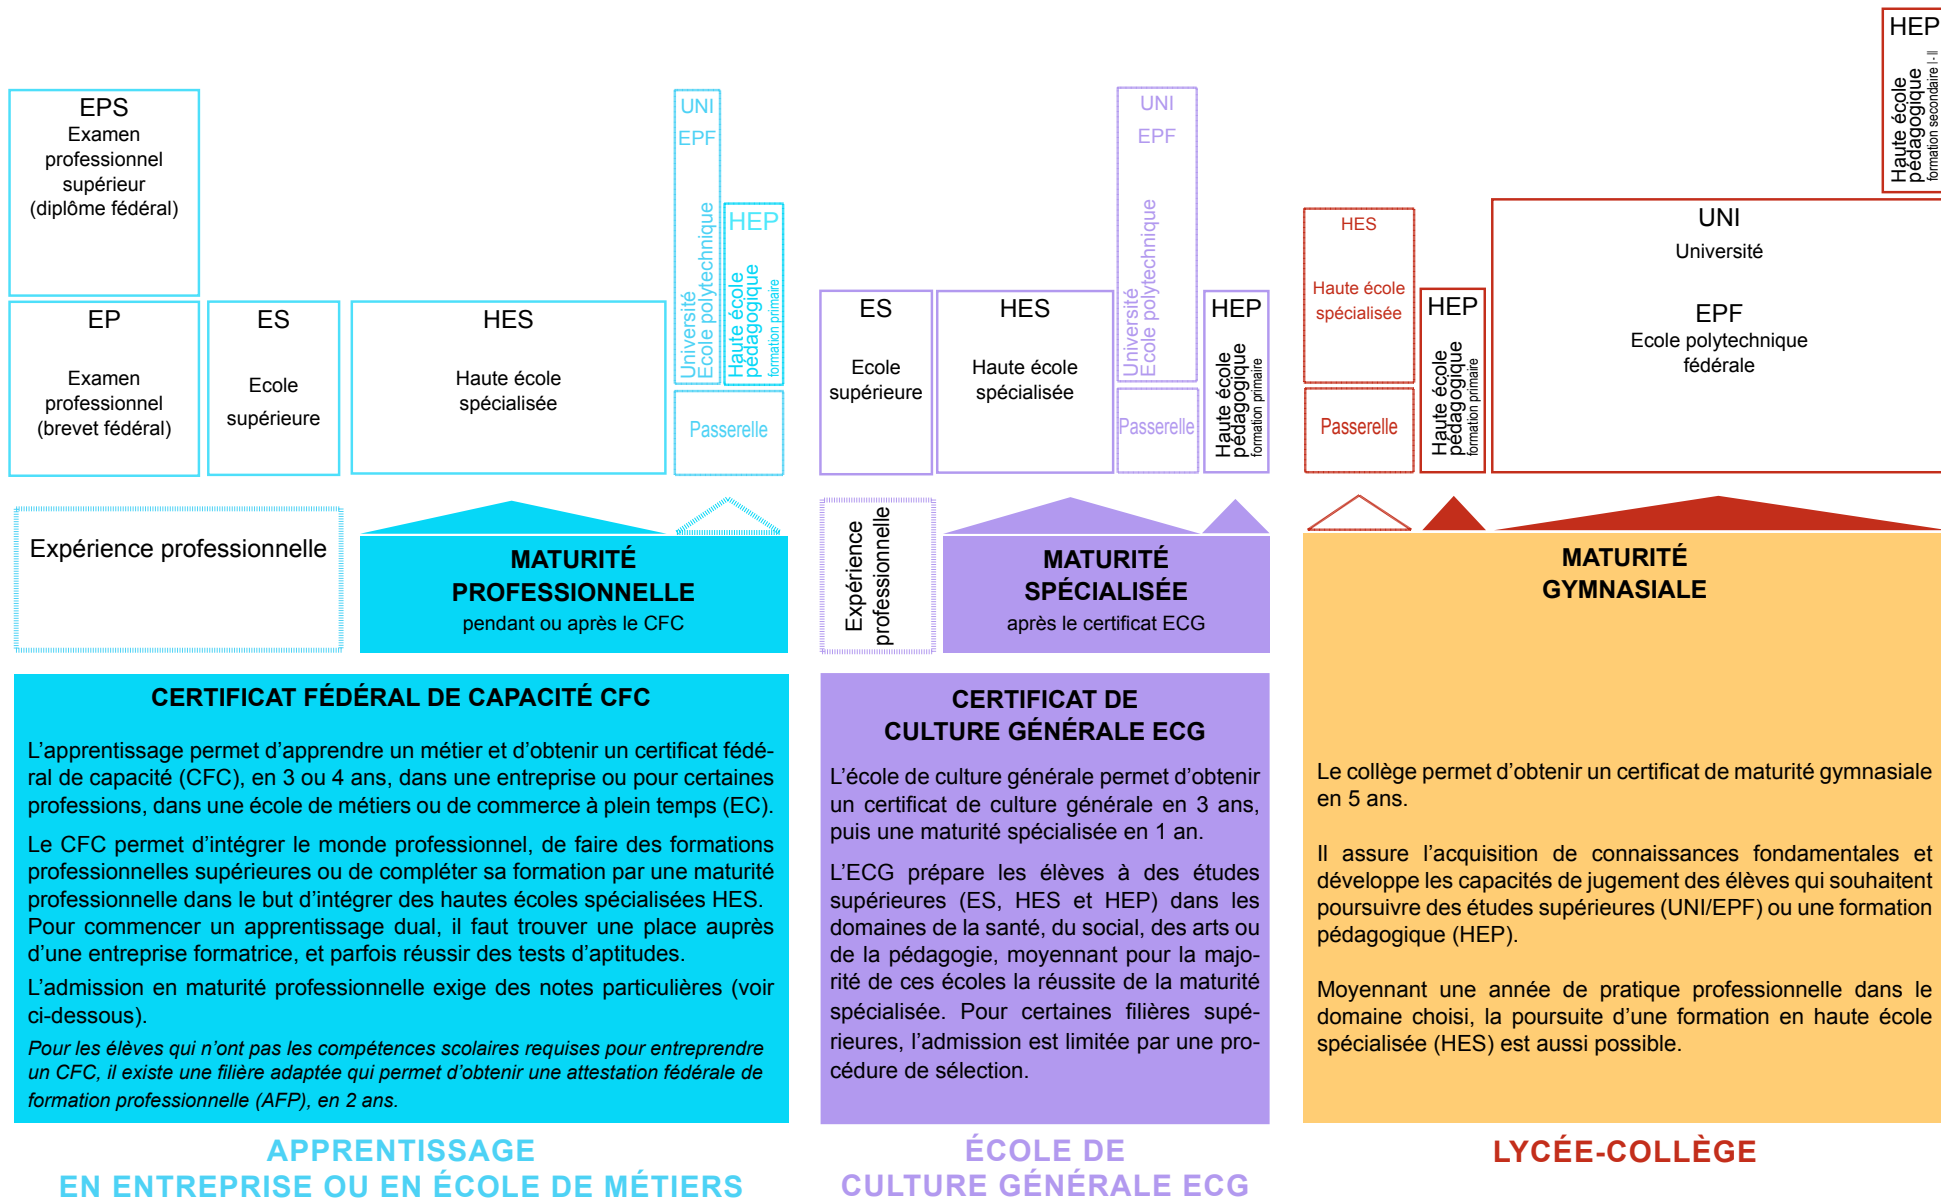 EPS
Examen
professionnel
supérieur
(diplôme fédéral)
EP
Examen
professionnel
(brevet fédéral)
ES
Ecole
supérieure
HES
Haute école
spécialisée
UNI
EPF
Université
Ecole polytechnique
HEP
Haute école
pédagogique
formation primaire
Passerelle
Expérience professionnelle
MATURITÉ
PROFESSIONNELLE
pendant ou après le CFC
CERTIFICAT FÉDÉRAL DE CAPACITÉ CFC
L’apprentissage permet d’apprendre un métier et d’obtenir un certificat fédé-
ral de capacité (CFC), en 3 ou 4 ans, dans une entreprise ou pour certaines
professions, dans une école de métiers ou de commerce à plein temps (EC).
Le CFC permet d’intégrer le monde professionnel, de faire des formations
professionnelles supérieures ou de compléter sa formation par une maturité
professionnelle dans le but d’intégrer des hautes écoles spécialisées HES.
Pour commencer un apprentissage dual, il faut trouver une place auprès
d’une entreprise formatrice, et parfois réussir des tests d’aptitudes.
L’admission en maturité professionnelle exige des notes particulières (voir
ci-dessous).
Pour les élèves qui n’ont pas les compétences scolaires requises pour entreprendre
un CFC, il existe une filière adaptée qui permet d’obtenir une attestation fédérale de
formation professionnelle (AFP), en 2 ans.
APPRENTISSAGE
EN ENTREPRISE OU EN ÉCOLE DE MÉTIERS
ES
Ecole
supérieure
HES
Haute école
spécialisée
UNI
EPF
Université
Ecole polytechnique
Passerelle
HEP
Haute école
pédagogique
formation primaire
Expérience
professionnelle
MATURITÉ
SPÉCIALISÉE
après le certificat ECG
CERTIFICAT DE
CULTURE GÉNÉRALE ECG
L’école de culture générale permet d’obtenir
un certificat de culture générale en 3 ans,
puis une maturité spécialisée en 1 an.
L’ECG prépare les élèves à des études
supérieures (ES, HES et HEP) dans les
domaines de la santé, du social, des arts ou
de la pédagogie, moyennant pour la majo-
rité de ces écoles la réussite de la maturité
spécialisée. Pour certaines filières supé-
rieures, l’admission est limitée par une pro-
cédure de sélection.
ÉCOLE DE
CULTURE GÉNÉRALE ECG
HES
Haute école
spécialisée
Passerelle
HEP
Haute école
pédagogique
formation primaire
UNI
Université
EPF
Ecole polytechnique
fédérale
HEP
Haute école
pédagogique
formation secondaire I - II
MATURITÉ
GYMNASIALE
Le collège permet d’obtenir un certificat de maturité gymnasiale
en 5 ans.
Il assure l’acquisition de connaissances fondamentales et
développe les capacités de jugement des élèves qui souhaitent
poursuivre des études supérieures (UNI/EPF) ou une formation
pédagogique (HEP).
Moyennant une année de pratique professionnelle dans le
domaine choisi, la poursuite d’une formation en haute école
spécialisée (HES) est aussi possible.
LYCÉE-COLLÈGE